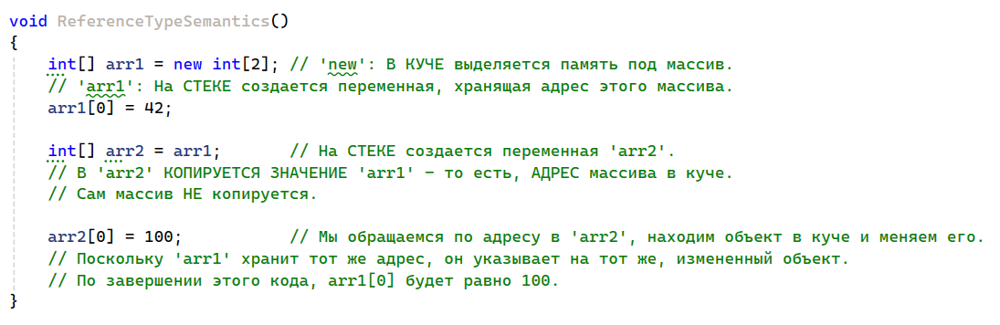 void ReferenceTypeSemantics()
{
int[] arr1 = new int[2]; // 'new': В КУЧЕ выделяется память под массив.
// 'arr1': На СТЕКЕ создается переменная, хранящая адрес этого массива.
arr1[0] = 42;
int[] arr2 = arr1; // На СТЕКЕ создается переменная 'arr2'.
// В 'arr2' КОПИРУЕТСЯ ЗНАЧЕНИЕ 'arr1' – то есть, АДРЕС массива в куче.
// Сам массив НЕ копируется.
arr2[0] = 100; // Мы обращаемся по адресу в 'arr2', находим объект в куче и меняем его.
// Поскольку 'arr1' хранит тот же адрес, он указывает на тот же, измененный объект.
// По завершении этого кода, arr1[0] будет равно 100.
}